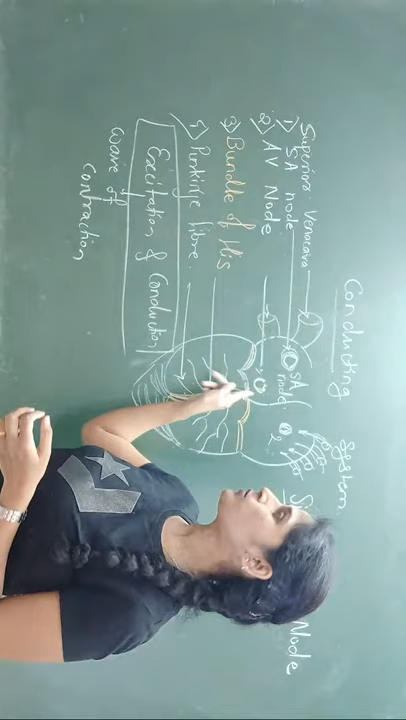 Conducting System
Superior Venacava
1) SA node
2) AV Node
3) Bundle of His
4) Purkinje fibre.
Excitation & Conduction
wave of
Contraction
SA
node.
2
Node